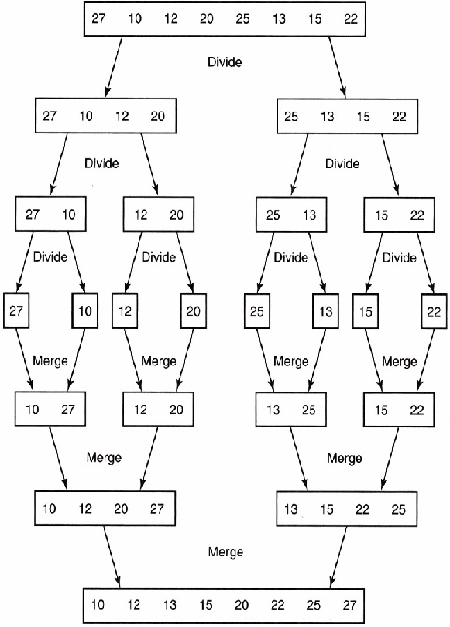 27 10 12 20 25 13 15 22
Divide
27 10 12 20 25 13 15 22
Divide Divide
27 10 12 20 25 13 15 22
Divide Divide Divide Divide
27 10 12 20 25 13 15 22
Merge Merge Merge Merge
10 27 12 20 13 25 15 22
Merge Merge
10 12 20 27 13 15 22 25
Merge
10 12 13 15 20 22 25 27